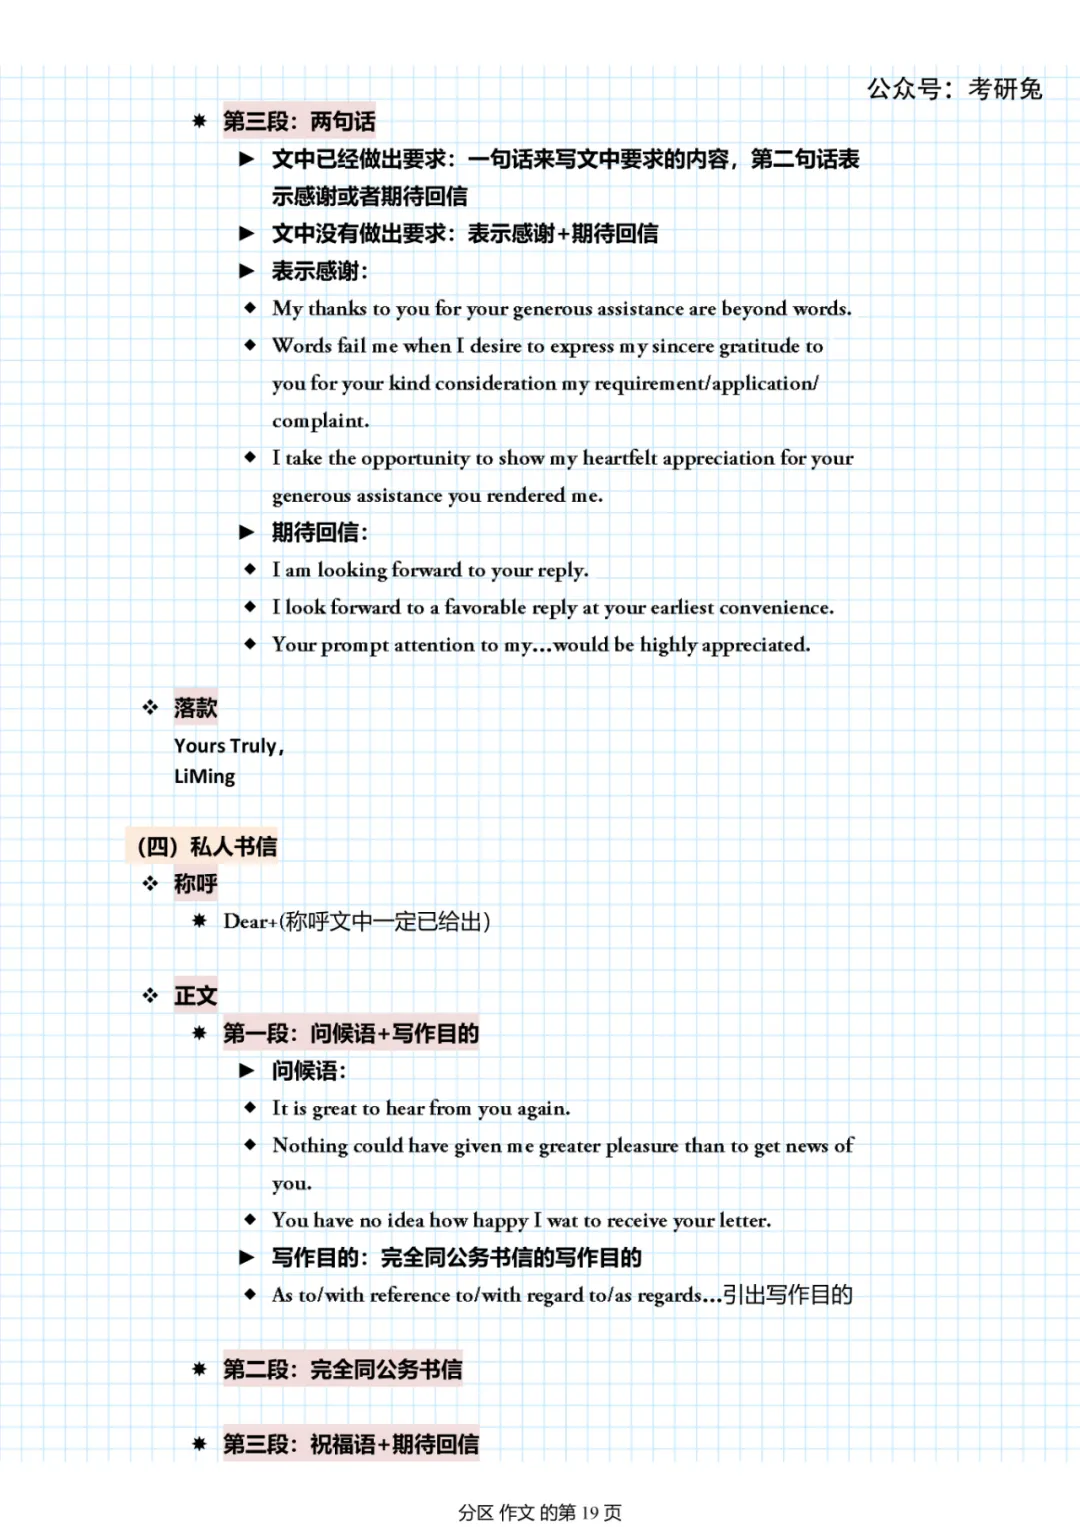 公众号：考研兔
✸ 第三段：两句话
► 文中已经做出要求：一句话来写文中要求的内容，第二句话表
示感谢或者期待回信
► 文中没有做出要求：表示感谢+期待回信
► 表示感谢：
◆ My thanks to you for your generous assistance are beyond words.
◆ Words fail me when I desire to express my sincere gratitude to
you for your kind consideration my requirement/application/
complaint.
◆ I take the opportunity to show my heartfelt appreciation for your
generous assistance you rendered me.
► 期待回信：
◆ I am looking forward to your reply.
◆ I look forward to a favorable reply at your earliest convenience.
◆ Your prompt attention to my…would be highly appreciated.
❖ 落款
Yours Truly,
LiMing
（四）私人书信
❖ 称呼
✸ Dear+(称呼文中一定已给出）
❖ 正文
✸ 第一段：问候语+写作目的
► 问候语：
◆ It is great to hear from you again.
◆ Nothing could have given me greater pleasure than to get news of
you.
◆ You have no idea how happy I wat to receive your letter.
► 写作目的：完全同公务书信的写作目的
◆ As to/with reference to/with regard to/as regards…引出写作目的
✸ 第二段：完全同公务书信
✸ 第三段：祝福语+期待回信
分区 作文 的第 19 页